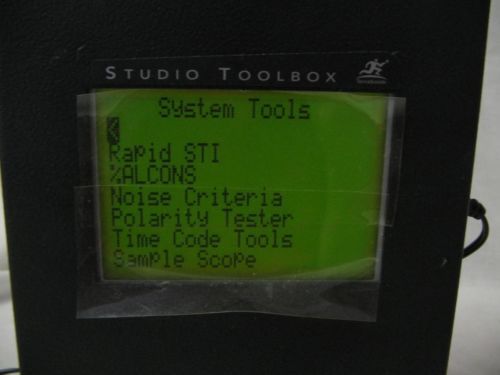 STUDIO TOOLBOX
System Tools
<
Rapid STI
%ALCONS
Noise Criteria
Polarity Tester
Time Code Tools
Sample Scope